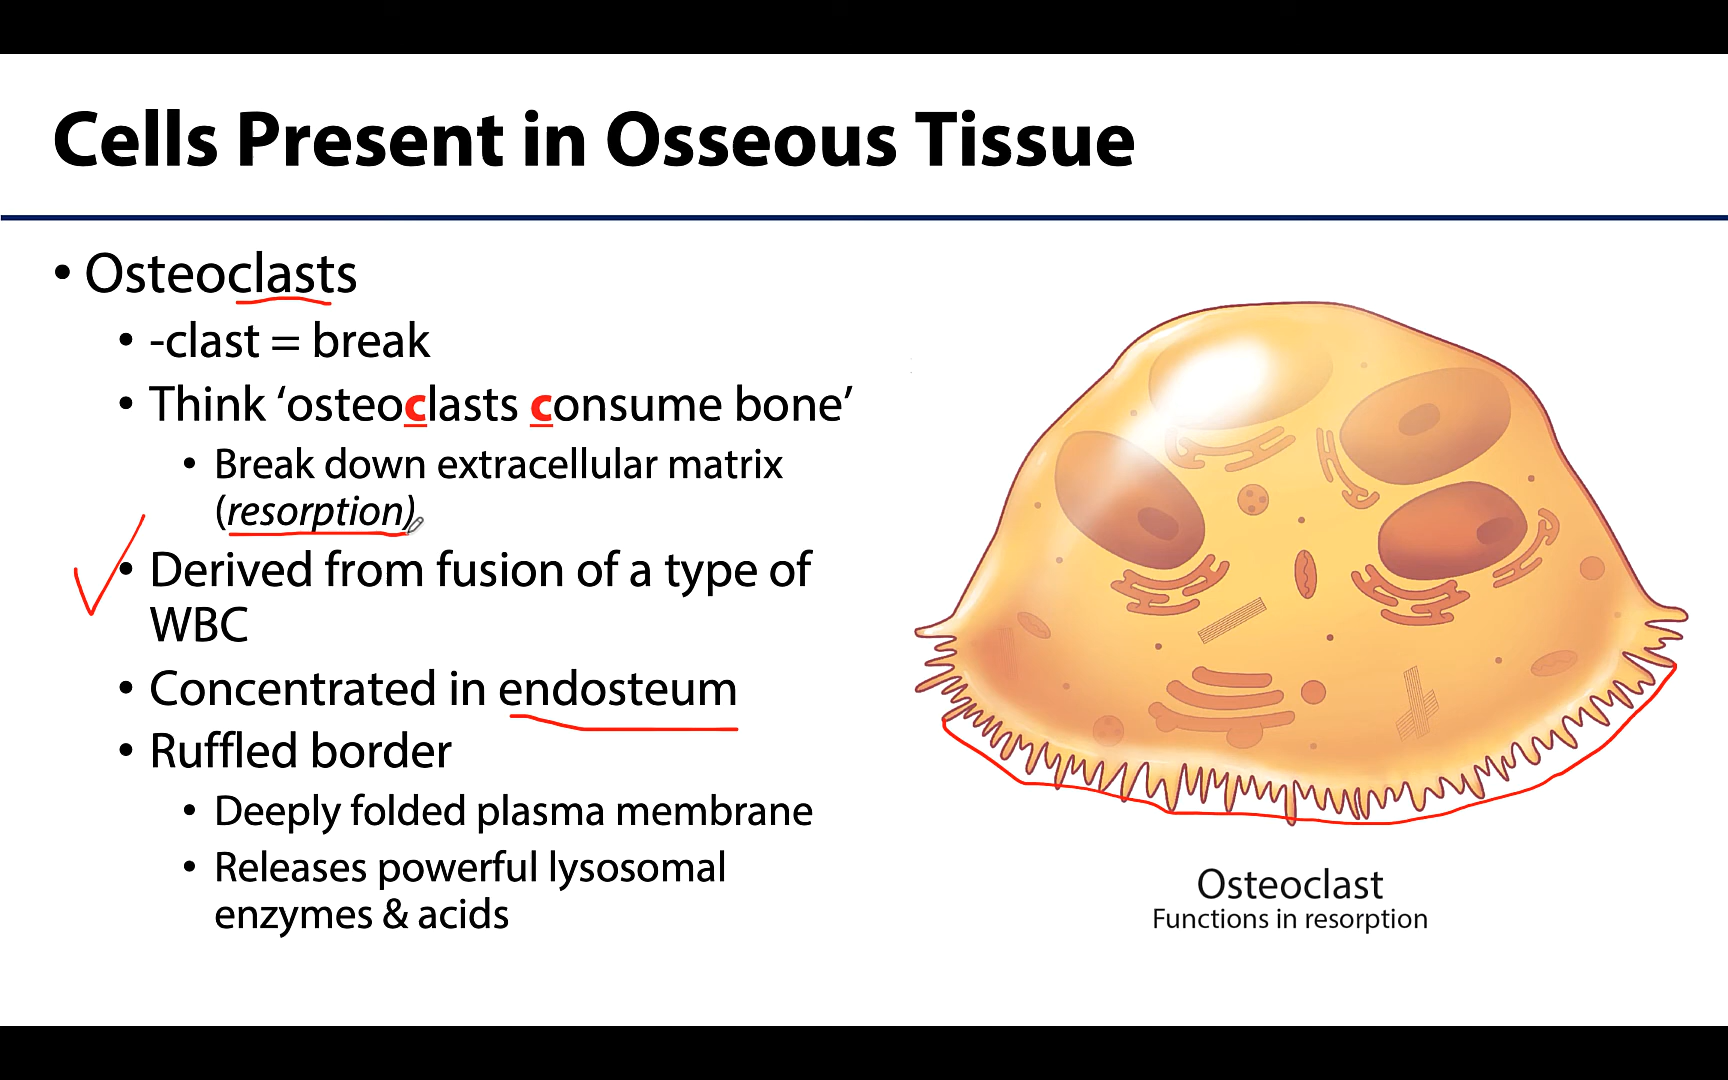 Cells Present in Osseous Tissue
• Osteoclasts
• -clast = break
• Think ‘osteoclasts consume bone’
• Break down extracellular matrix
(resorption)
• Derived from fusion of a type of
WBC
• Concentrated in endosteum
• Ruffled border
• Deeply folded plasma membrane
• Releases powerful lysosomal
enzymes & acids
Osteoclast
Functions in resorption